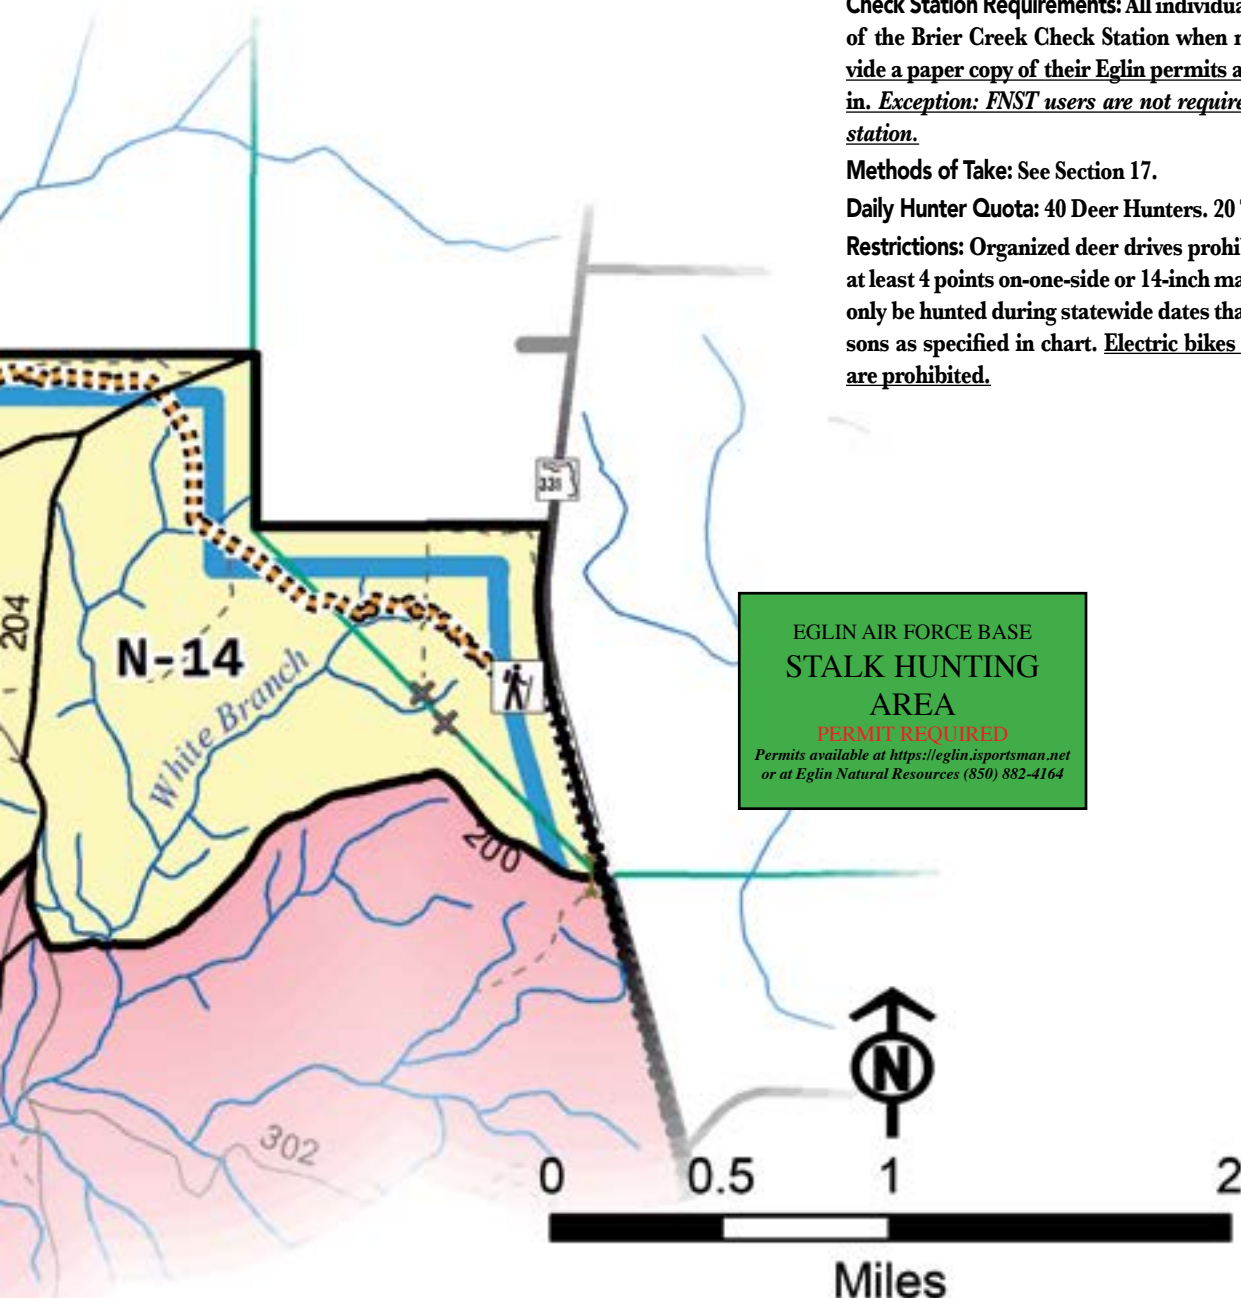 Check Station Requirements: All individua
of the Brier Creek Check Station when r
vide a paper copy of their Eglin permits a
in. Exception: FNST users are not require
station.
Methods of Take: See Section 17.
Daily Hunter Quota: 40 Deer Hunters. 20
Restrictions: Organized deer drives prohi
at least 4 points on-one-side or 14-inch ma
only be hunted during statewide dates tha
sons as specified in chart. Electric bikes
are prohibited.
331
204
N-14
White Branch
EGLIN AIR FORCE BASE
STALK HUNTING
AREA
PERMIT REQUIRED
Permits available at https://eglin.isportsman.net
or at Eglin Natural Resources (850) 882-4164
200
N
302
0 0.5 1 2
Miles